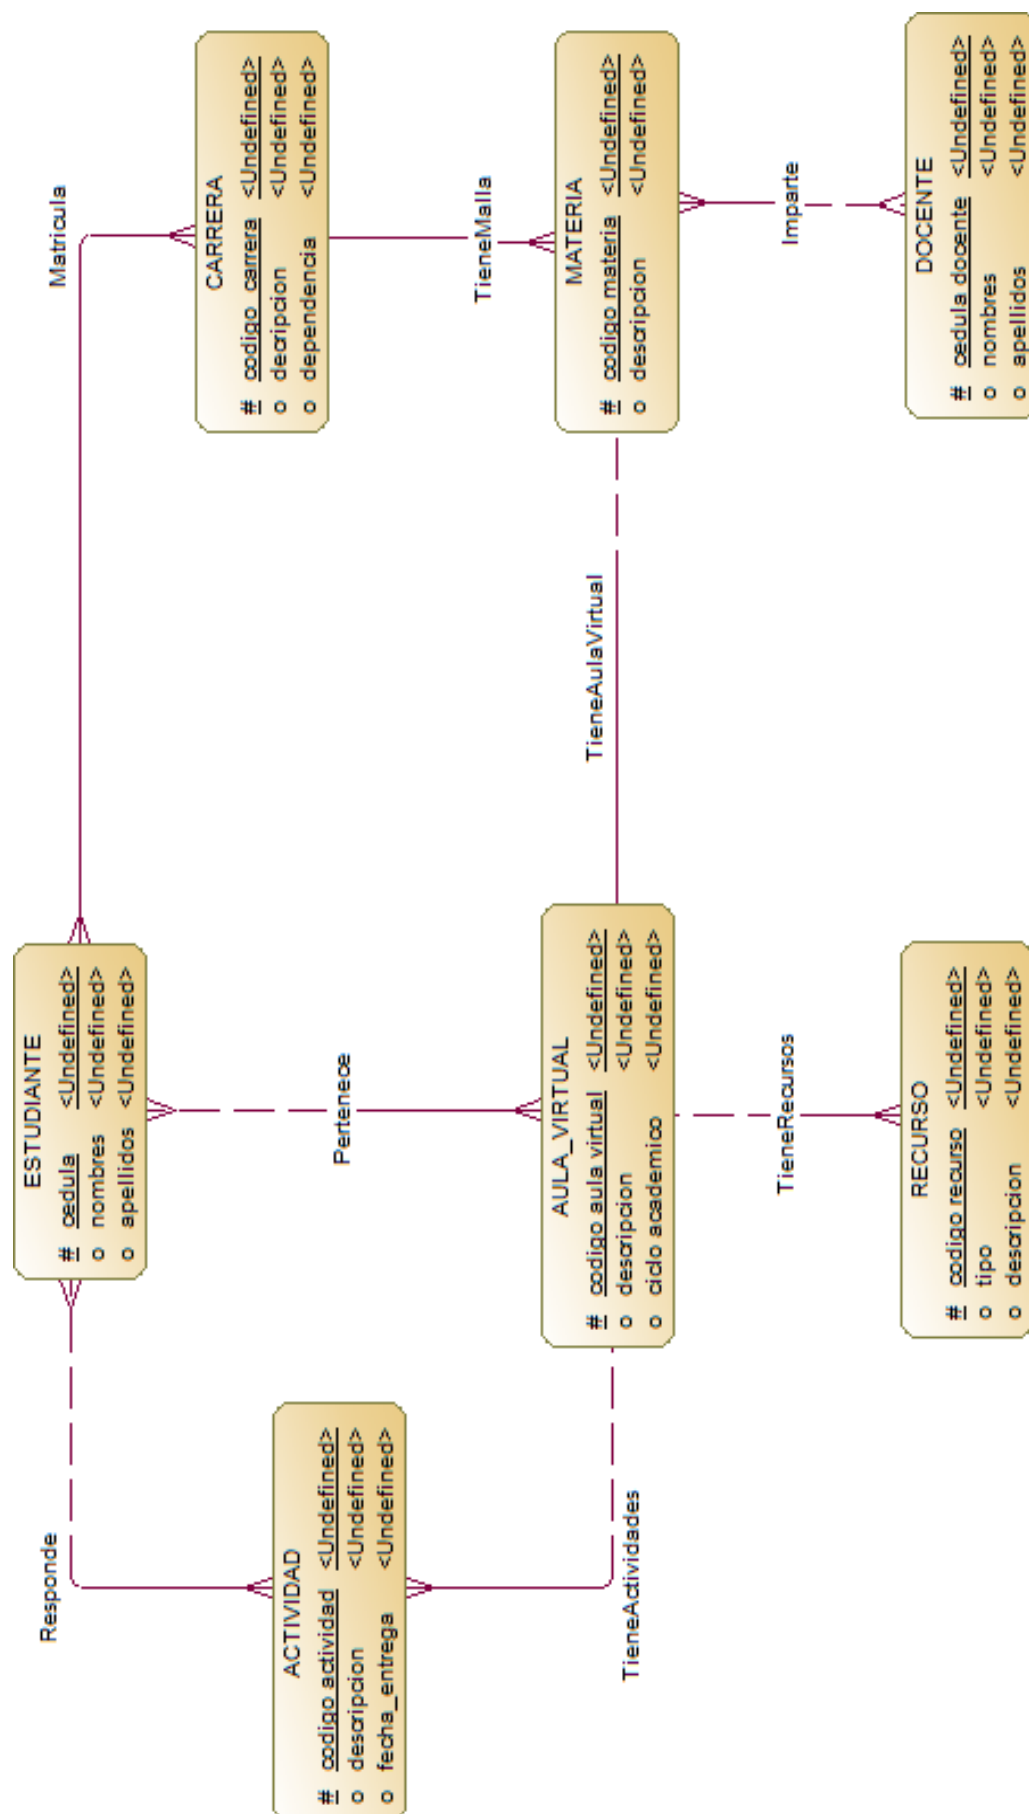 Responde
ESTUDIANTE
# cedula <Undefined>
o nombres <Undefined>
o apellidos <Undefined>
Matricula
ACTIVIDAD
# codigo actividad <Undefined>
o descripcion <Undefined>
o fecha_entrega <Undefined>
Pertenece
CARRERA
# codigo carrera <Undefined>
o decripcion <Undefined>
o dependencia <Undefined>
TieneMalla
TieneActividades
AULA_VIRTUAL
# codigo aula virtual <Undefined>
o descripcion <Undefined>
o ciclo academico <Undefined>
TieneAulaVirtual
MATERIA
# codigo materia <Undefined>
o descripcion <Undefined>
TieneRecursos
Imparte
RECURSO
# codigo recurso <Undefined>
o tipo <Undefined>
o descripcion <Undefined>
DOCENTE
# cedula docente <Undefined>
o nombres <Undefined>
o apellidos <Undefined>